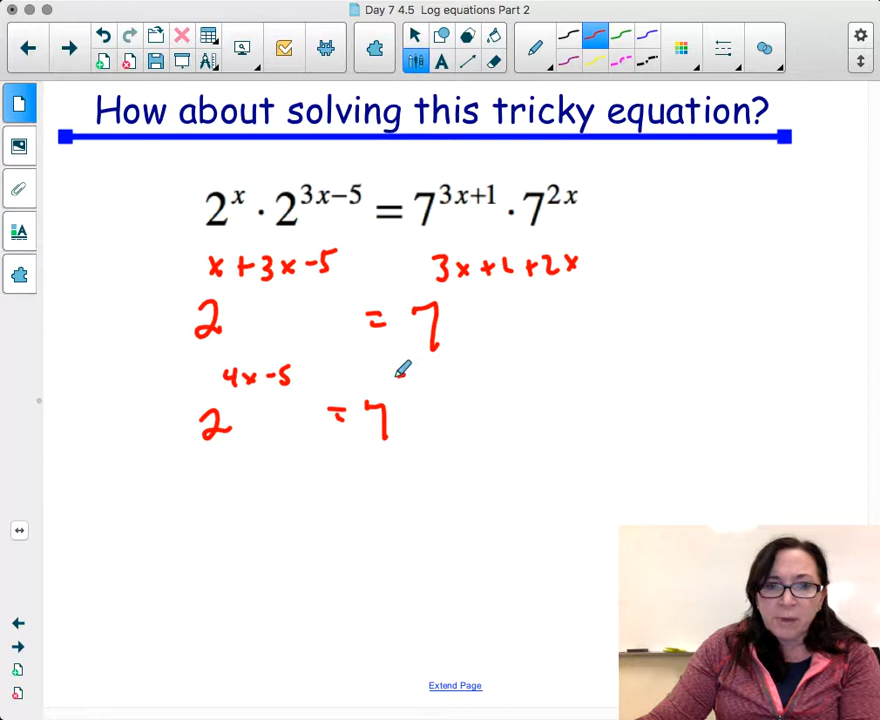 Day 7 4.5 Log equations Part 2
How about solving this tricky equation?
2^x · 2^{3x−5} = 7^{3x+1} · 7^{2x}
x+3x-5 3x+1+2x
2 = 7
4x-5
2 = 7
Extend Page